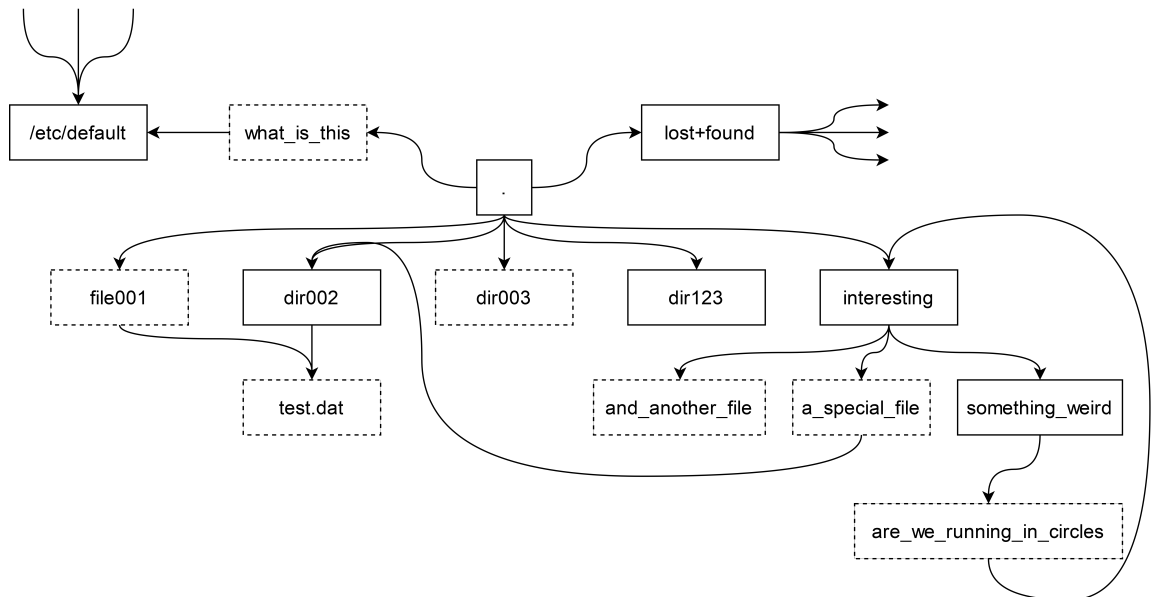 /etc/default
what_is_this
lost+found
.
file001
dir002
dir003
dir123
interesting
test.dat
and_another_file
a_special_file
something_weird
are_we_running_in_circles